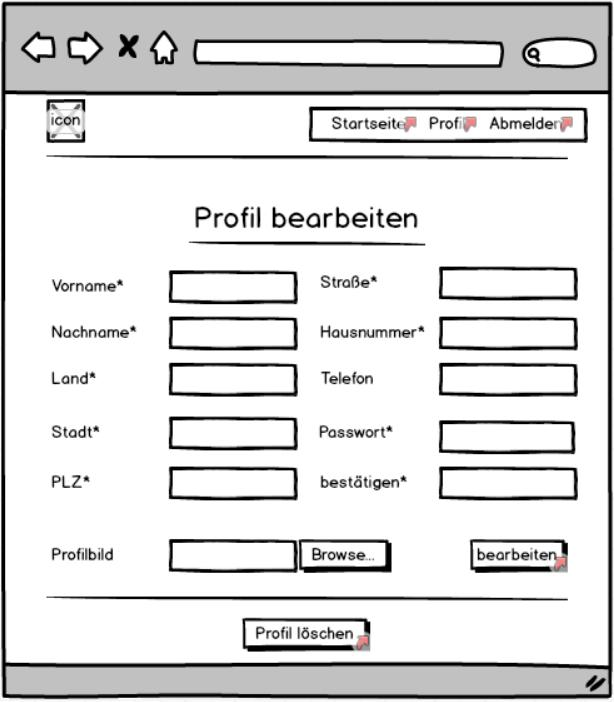 icon
Startseite Profil Abmelden
Profil bearbeiten
Vorname* Straße*
Nachname* Hausnummer*
Land* Telefon
Stadt* Passwort*
PLZ* bestätigen*
Profilbild Browse... bearbeiten
Profil löschen